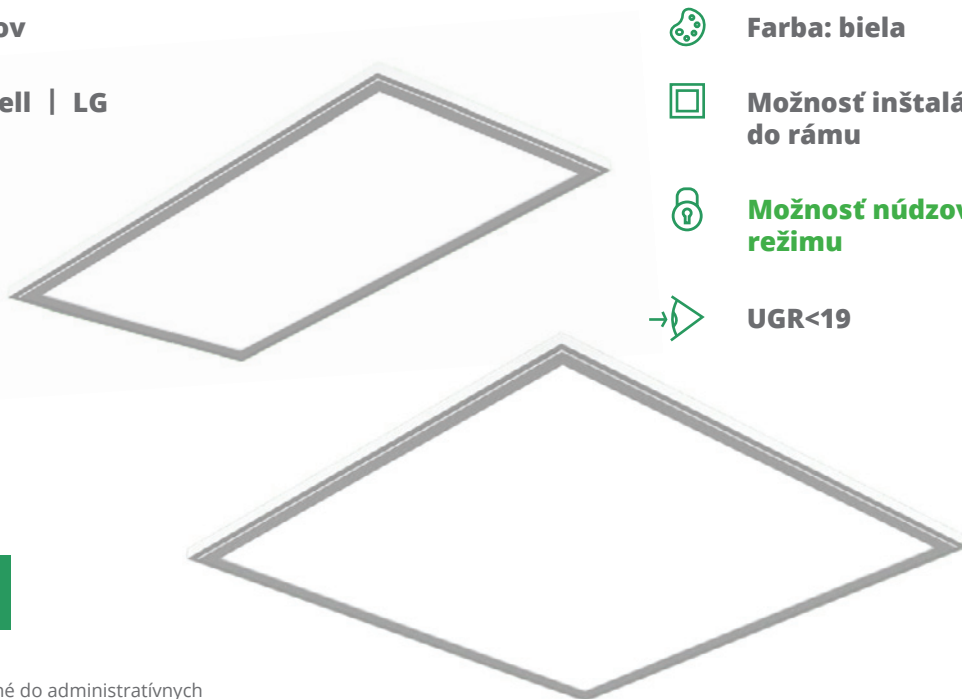 ov
ell | LG
Farba: biela
Možnosť inštalá
do rámu
Možnosť núdzov
režimu
UGR<19
né do administratívnych